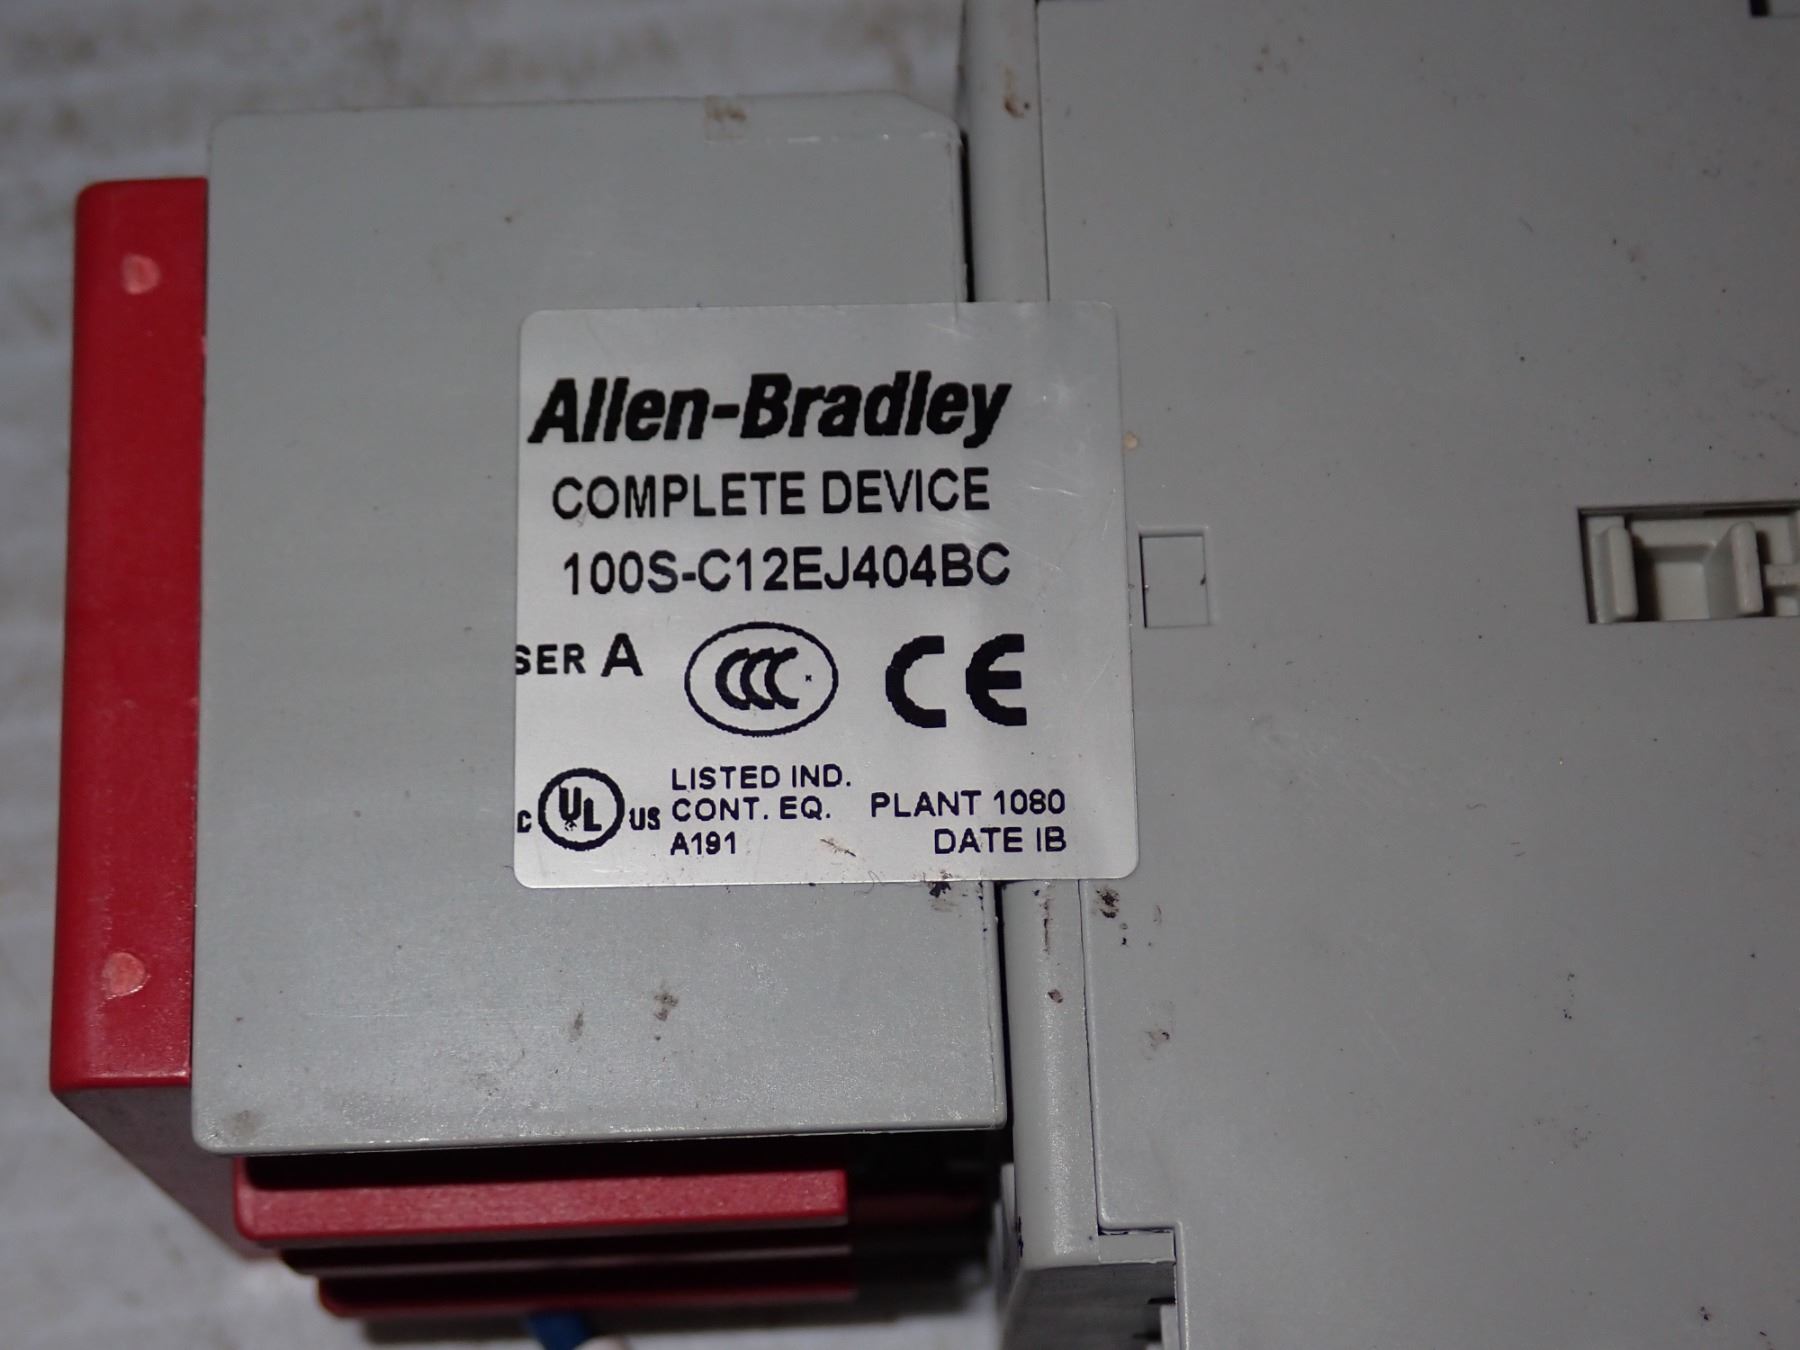 Allen-Bradley
COMPLETE DEVICE
100S-C12EJ404BC
SER A
CCC CE
C UL US
LISTED IND.
CONT. EQ.
A191
PLANT 1080
DATE IB